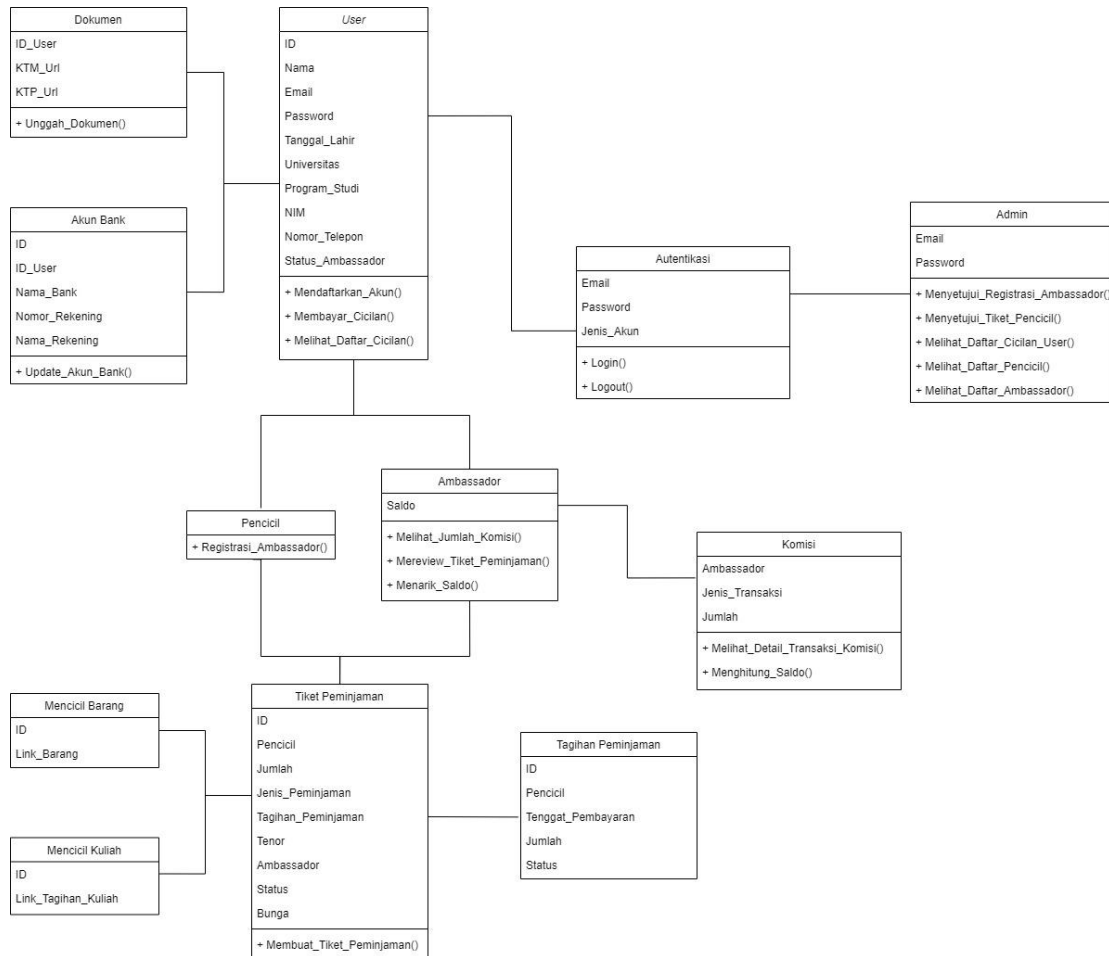 Dokumen
ID_User
KTM_Url
KTP_Url
+ Unggah_Dokumen()
User
ID
Nama
Email
Password
Tanggal_Lahir
Universitas
Program_Studi
NIM
Nomor_Telepon
Status_Ambassador
+ Mendaftarkan_Akun()
+ Membayar_Cicilan()
+ Melihat_Daftar_Cicilan()
Akun Bank
ID
ID_User
Nama_Bank
Nomor_Rekening
Nama_Rekening
+ Update_Akun_Bank()
Autentikasi
Email
Password
Jenis_Akun
+ Login()
+ Logout()
Admin
Email
Password
+ Menyetujui_Registrasi_Ambassador()
+ Menyetujui_Tiket_Pencicil()
+ Melihat_Daftar_Cicilan_User()
+ Melihat_Daftar_Pencicil()
+ Melihat_Daftar_Ambassador()
Pencicil
+ Registrasi_Ambassador()
Ambassador
Saldo
+ Melihat_Jumlah_Komisi()
+ Mereview_Tiket_Peminjaman()
+ Menarik_Saldo()
Komisi
Ambassador
Jenis_Transaksi
Jumlah
+ Melihat_Detail_Transaksi_Komisi()
+ Menghitung_Saldo()
Mencicil Barang
ID
Link_Barang
Mencicil Kuliah
ID
Link_Tagihan_Kuliah
Tiket Peminjaman
ID
Pencicil
Jumlah
Jenis_Peminjaman
Tagihan_Peminjaman
Tenor
Ambassador
Status
Bunga
+ Membuat_Tiket_Peminjaman()
Tagihan Peminjaman
ID
Pencicil
Tenggat_Pembayaran
Jumlah
Status